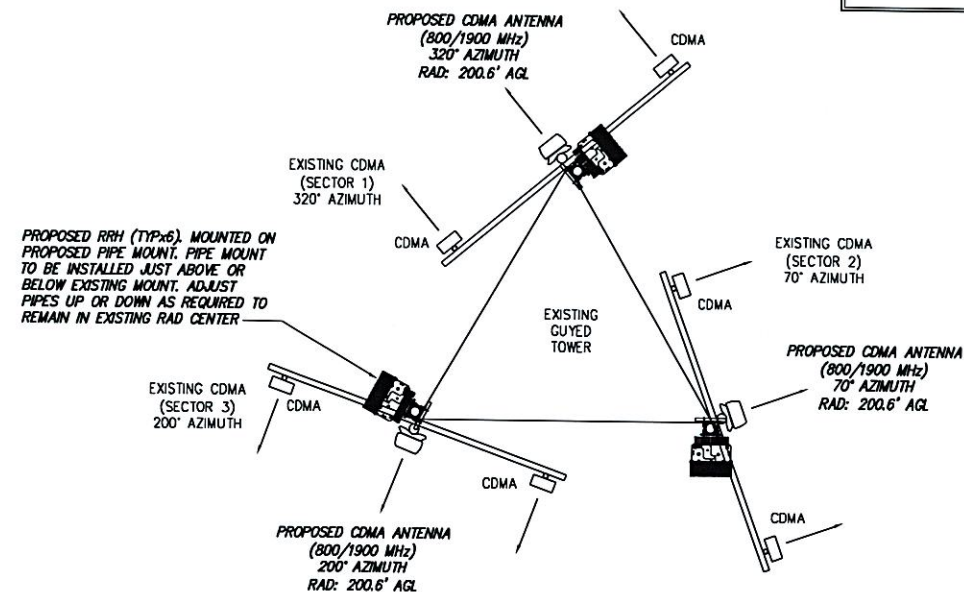 PROPOSED CDMA ANTENNA
(800/1900 MHz)
320° AZIMUTH
RAD: 200.6' AGL
CDMA
EXISTING CDMA
(SECTOR 1)
320° AZIMUTH
CDMA
PROPOSED RRH (TYPx6). MOUNTED ON
PROPOSED PIPE MOUNT. PIPE MOUNT
TO BE INSTALLED JUST ABOVE OR
BELOW EXISTING MOUNT. ADJUST
PIPES UP OR DOWN AS REQUIRED TO
REMAIN IN EXISTING RAD CENTER
EXISTING CDMA
(SECTOR 2)
70° AZIMUTH
CDMA
EXISTING
GUYED
TOWER
PROPOSED CDMA ANTENNA
(800/1900 MHz)
70° AZIMUTH
RAD: 200.6' AGL
EXISTING CDMA
(SECTOR 3)
200° AZIMUTH
CDMA
CDMA
CDMA
PROPOSED CDMA ANTENNA
(800/1900 MHz)
200° AZIMUTH
RAD: 200.6' AGL